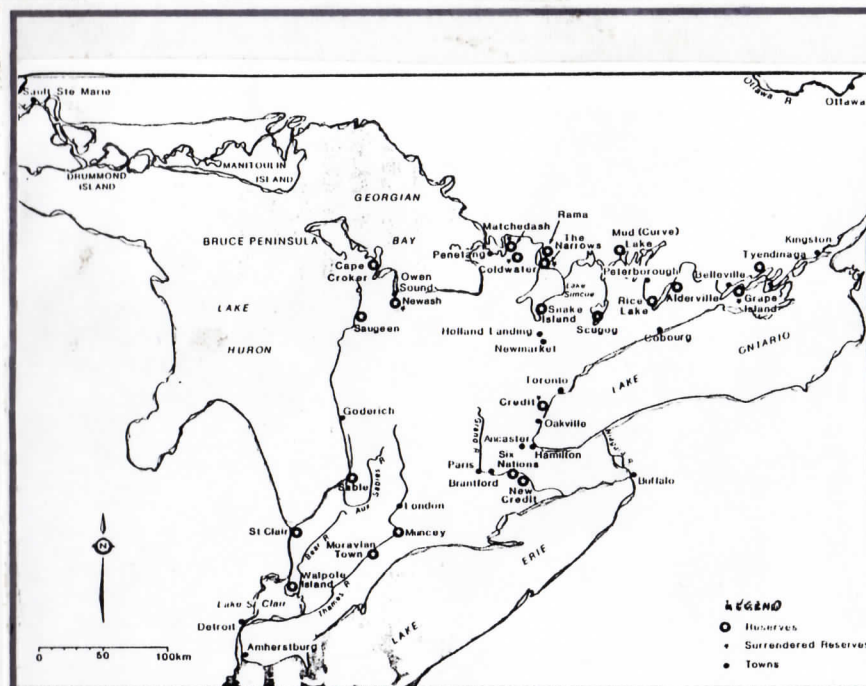 Sault Ste Marie
Ottawa R
Ottawa
DRUMMOND
ISLAND
MANITOULIN
ISLAND
GEORGIAN
BAY
BRUCE PENINSULA
Cape
Croker
Owen
Sound
Newash
Saugeen
Penetang
Matchedash
Coldwater
Rama
The
Narrows
Lake
Simcoe
Mud (Curve)
Lake
Peterborough
Rice
Lake
Alderville
Belleville
Tyendinaga
Kingston
Grape
Island
Snake
Island
Scugog
Holland Landing
Newmarket
Cobourg
LAKE
HURON
LAKE
ONTARIO
Toronto
Credit
Oakville
Ancaster
Hamilton
Goderich
Grand R
Niagara R
Paris
Brantford
Six
Nations
New
Credit
Buffalo
Sable
Aux Sables R
London
St Clair
Bear R
Muncey
Moravian
Town
Walpole
Island
Thames R
Lake St Clair
Detroit
Amherstburg
LAKE
ERIE
N
0 50 100km
LEGEND
Reserves
Surrendered Reserves
Towns